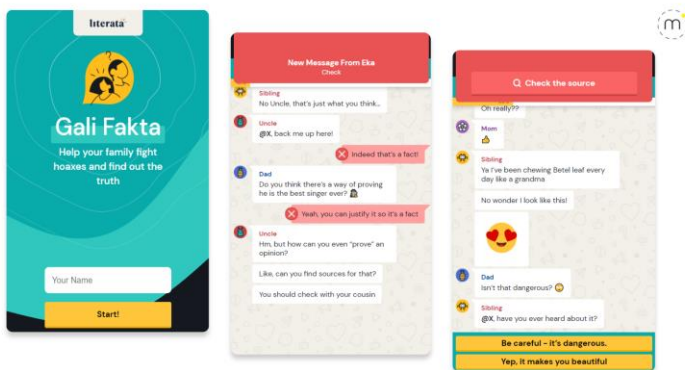 literata
Gali Fakta
Help your family fight
hoaxes and find out the
truth
Your Name
Start!
New Message From Eka
Check
Sibling
No Uncle, that's just what you think...
Uncle
@X, back me up here!
Indeed that's a fact!
Dad
Do you think there's a way of proving
he is the best singer ever?
Yeah, you can justify it so it's a fact
Uncle
Hm, but how can you even "prove" an
opinion?
Like, can you find sources for that?
You should check with your cousin
Check the source
Oh really??
Mom
Sibling
Ya I've been chewing Betel leaf every
day like a grandma
No wonder I look like this!
Dad
Isn't that dangerous?
Sibling
@X, have you ever heard about it?
Be careful - it's dangerous.
Yep, it makes you beautiful
m